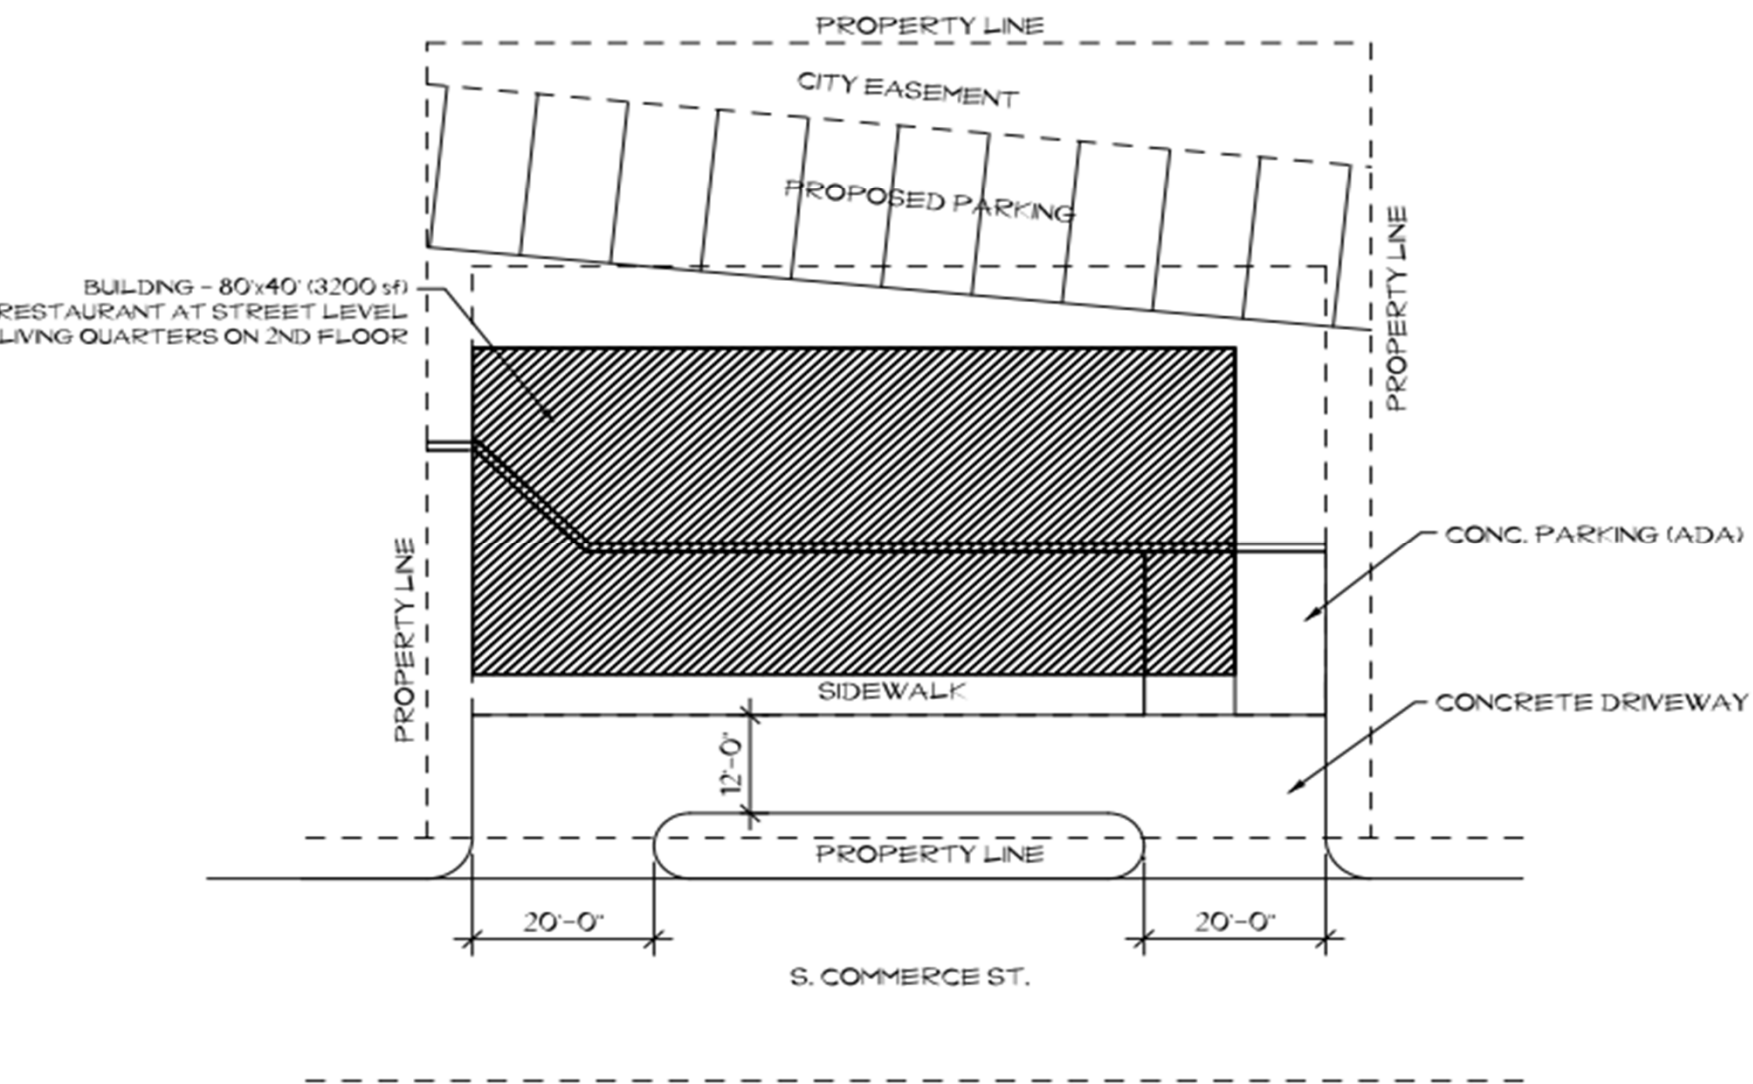 PROPERTY LINE
CITY EASEMENT
PROPOSED PARKING
PROPERTY LINE
BUILDING - 80'x40' (3200 sf)
RESTAURANT AT STREET LEVEL
LIVING QUARTERS ON 2ND FLOOR
CONC. PARKING (ADA)
PROPERTY LINE
SIDEWALK
CONCRETE DRIVEWAY
12'-0"
PROPERTY LINE
20'-0"
20'-0"
S. COMMERCE ST.